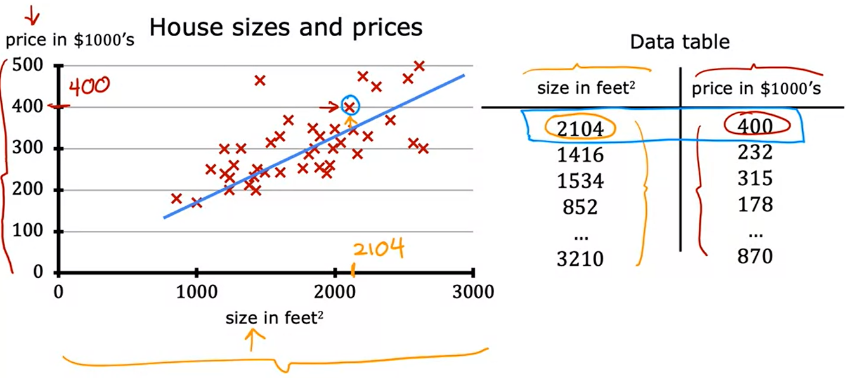 House sizes and prices
price in $1000's
500
400
400
300
200
100
0
2104
0 1000 2000 3000
size in feet²
Data table
size in feet² price in $1000's
2104 400
1416 232
1534 315
852 178
... ...
3210 870